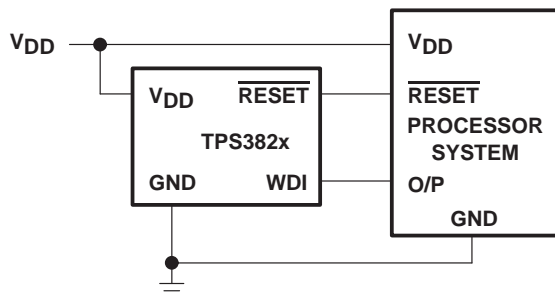 VDD
VDD
VDD RESET
RESET
PROCESSOR
SYSTEM
TPS382x
GND WDI
O/P
GND